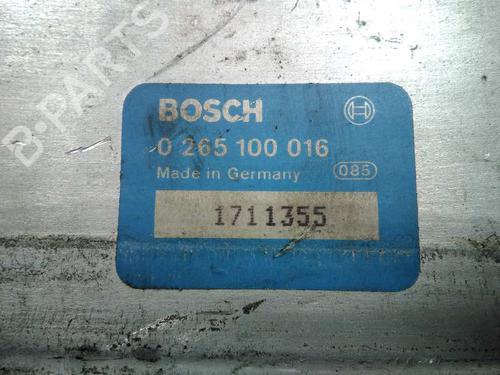 B-PARTS
BOSCH
0 265 100 016
Made in Germany 085
1711355